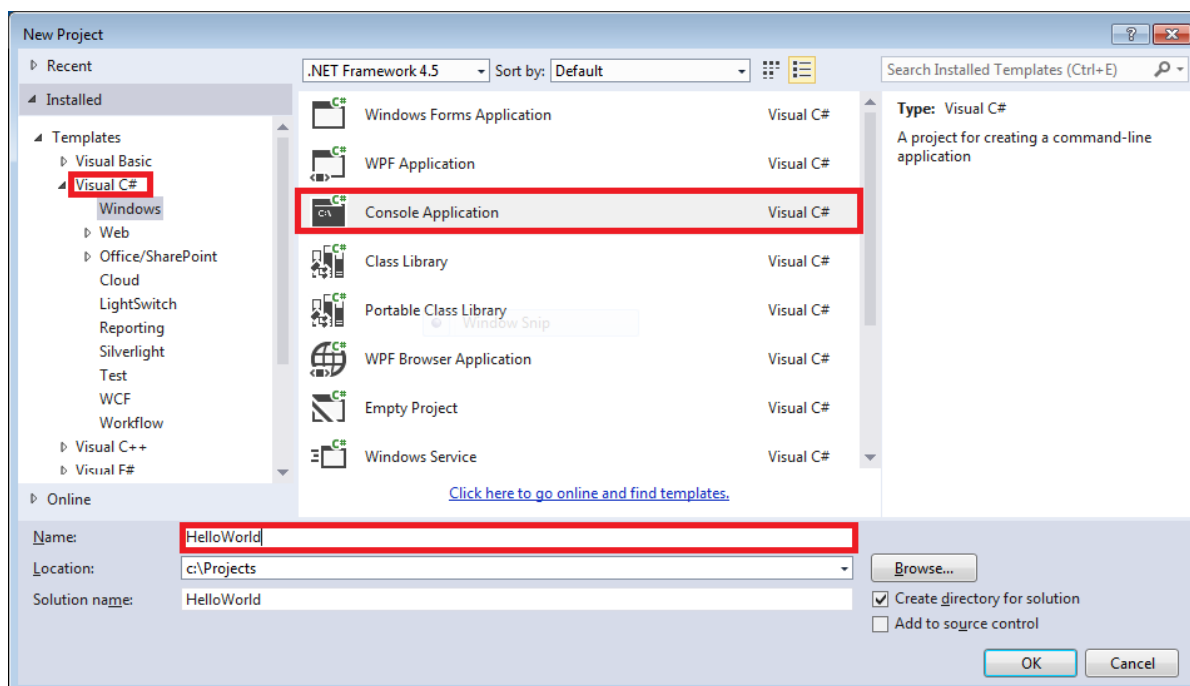 New Project
Recent
.NET Framework 4.5
Sort by: Default
Search Installed Templates (Ctrl+E)
Installed
Templates
Visual Basic
Visual C#
Windows
Web
Office/SharePoint
Cloud
LightSwitch
Reporting
Silverlight
Test
WCF
Workflow
Visual C++
Visual F#
Online
C# Windows Forms Application Visual C#
C# WPF Application Visual C#
C# C:\ Console Application Visual C#
C# Class Library Visual C#
C# Portable Class Library Visual C#
Window Snip
C# WPF Browser Application Visual C#
C# Empty Project Visual C#
C# Windows Service Visual C#
Click here to go online and find templates.
Type: Visual C#
A project for creating a command-line
application
Name: HelloWorld
Location: c:\Projects
Browse...
Solution name: HelloWorld
Create directory for solution
Add to source control
OK Cancel